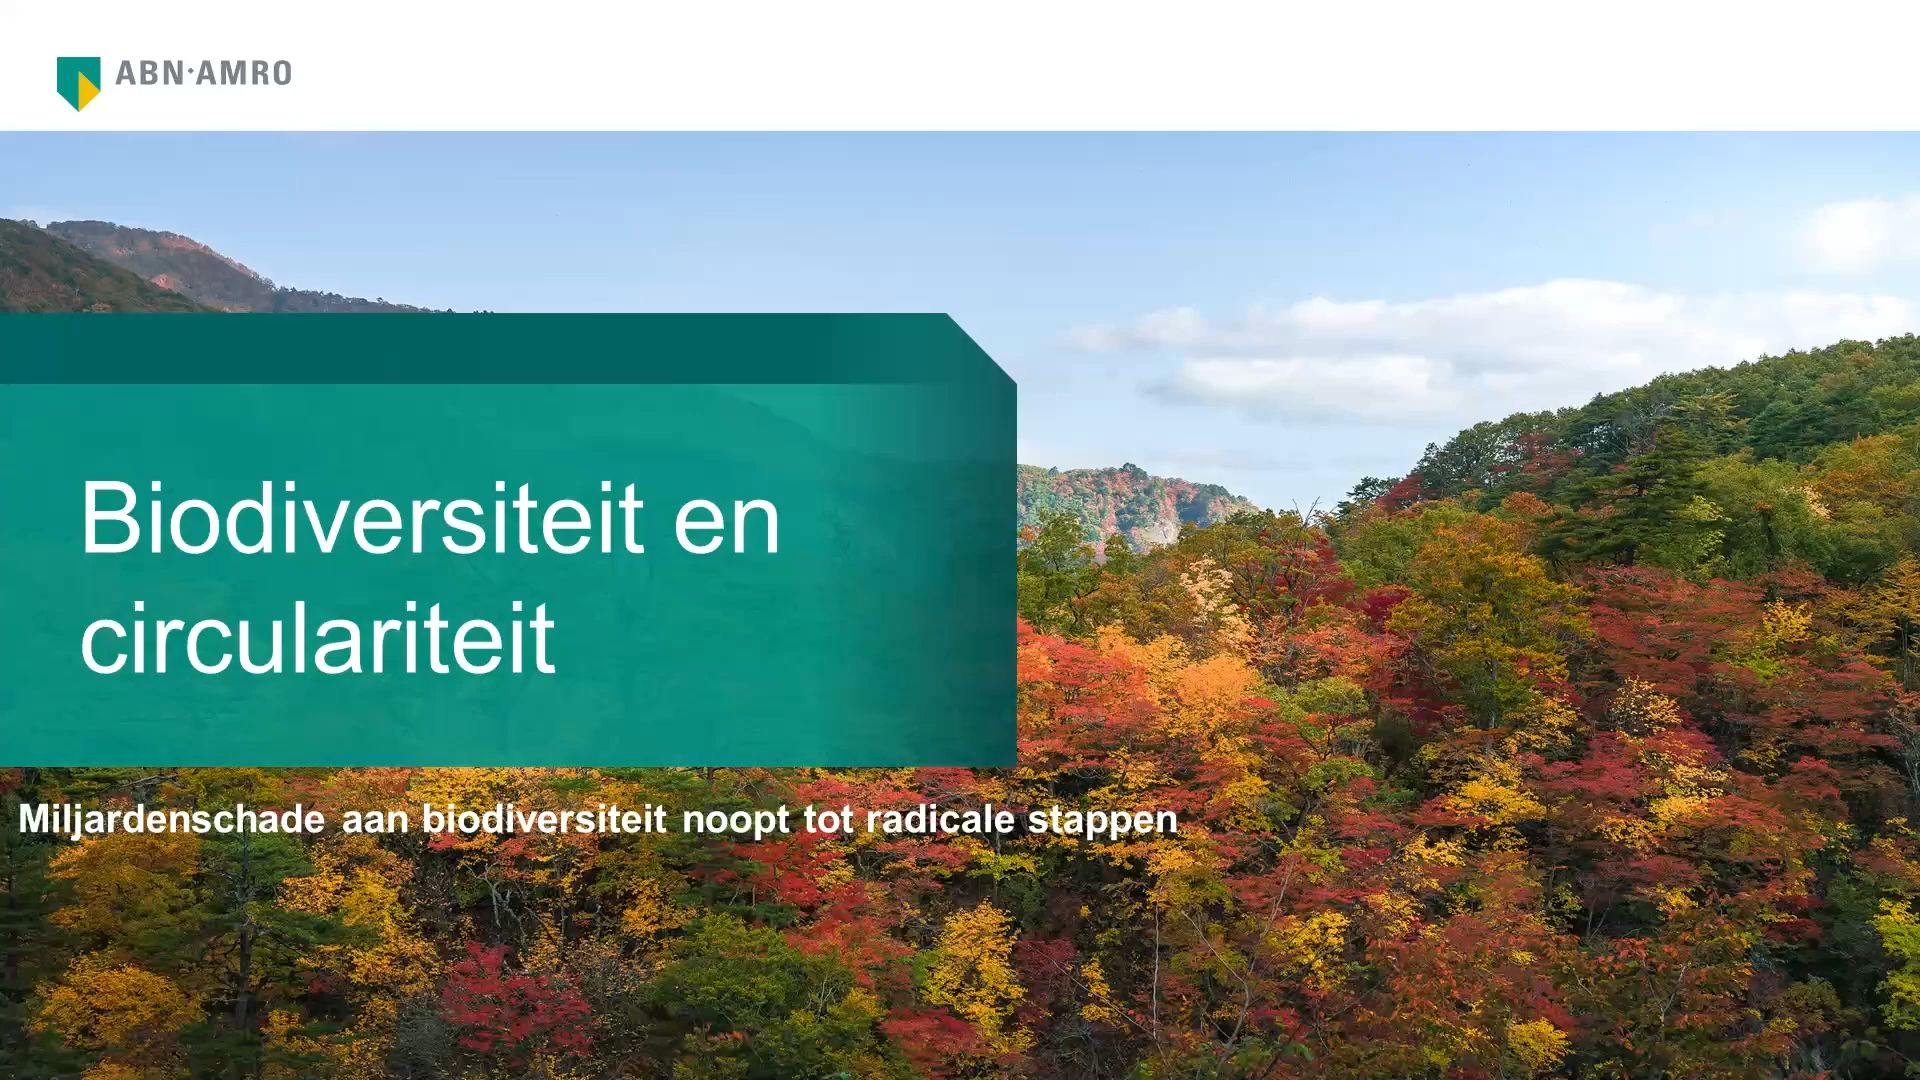 ABN·AMRO
Biodiversiteit en
circulariteit
Miljardenschade aan biodiversiteit noopt tot radicale stappen